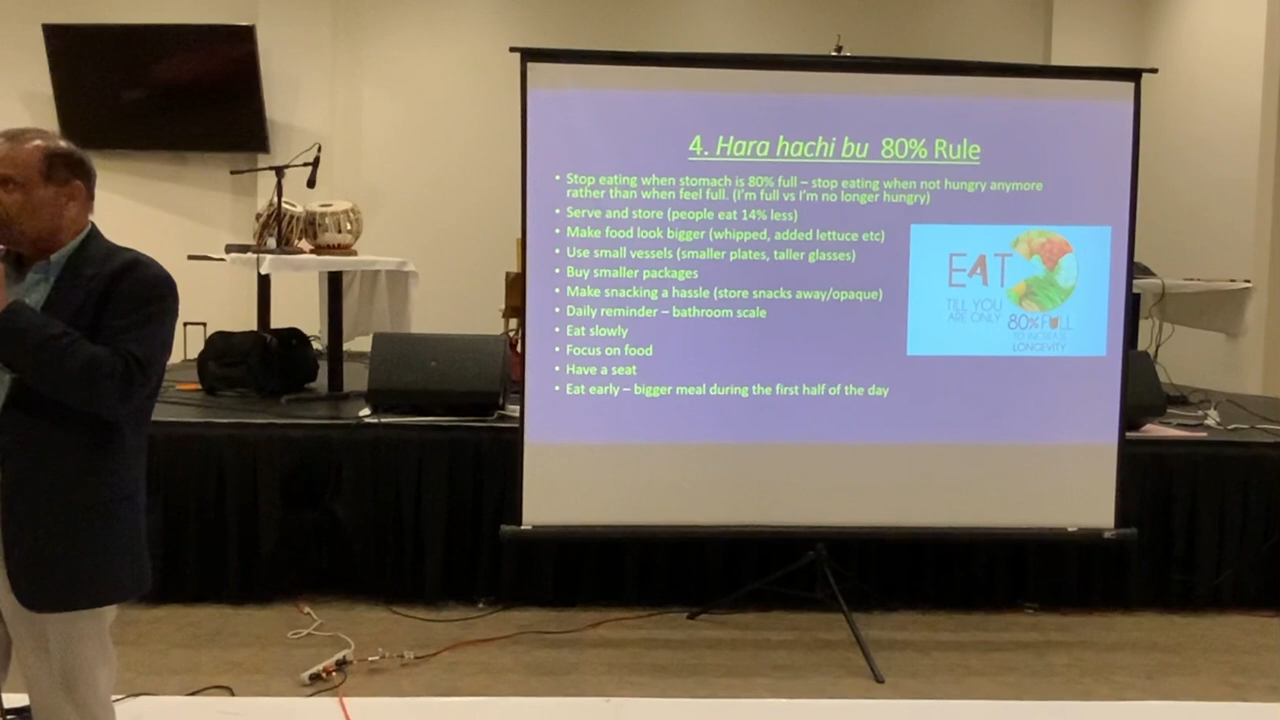 4. Hara hachi bu 80% Rule
• Stop eating when stomach is 80% full – stop eating when not hungry anymore
rather than when feel full. (I'm full vs I'm no longer hungry)
• Serve and store (people eat 14% less)
• Make food look bigger (whipped, added lettuce etc)
• Use small vessels (smaller plates, taller glasses)
• Buy smaller packages
• Make snacking a hassle (store snacks away/opaque)
• Daily reminder – bathroom scale
• Eat slowly
• Focus on food
• Have a seat
• Eat early – bigger meal during the first half of the day
EAT
TILL YOU
ARE ONLY
80% FULL
TO INCREASE
LONGEVITY